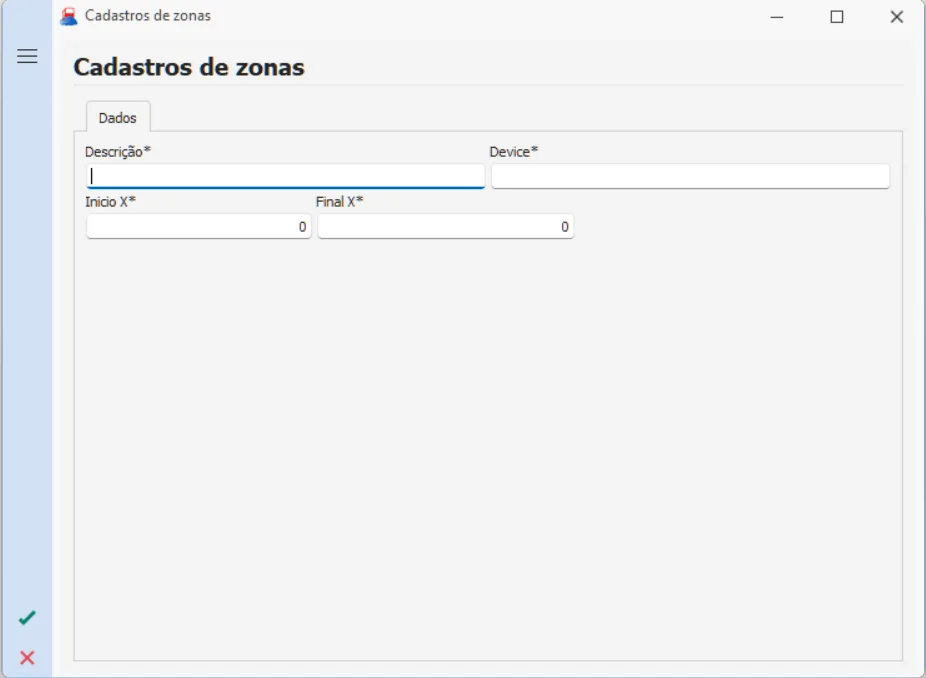 Cadastros de zonas
Cadastros de zonas
Dados
Descrição* Device*
Inicio X* Final X*
0 0